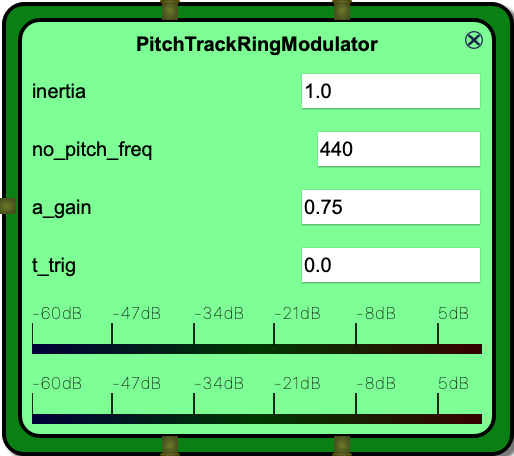 PitchTrackRingModulator
inertia 1.0
no_pitch_freq 440
a_gain 0.75
t_trig 0.0
-60dB -47dB -34dB -21dB -8dB 5dB
-60dB -47dB -34dB -21dB -8dB 5dB